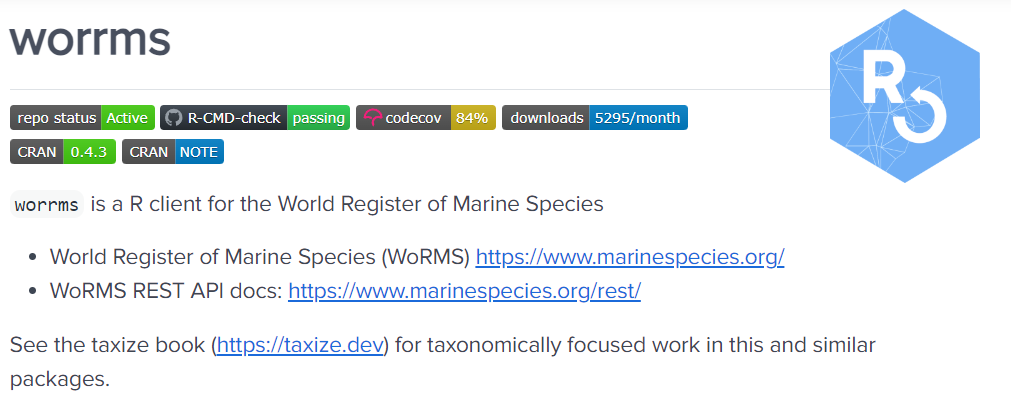 worrms
R
repo status Active R-CMD-check passing codecov 84% downloads 5295/month
CRAN 0.4.3 CRAN NOTE
worrms is a R client for the World Register of Marine Species
• World Register of Marine Species (WoRMS) https://www.marinespecies.org/
• WoRMS REST API docs: https://www.marinespecies.org/rest/
See the taxize book (https://taxize.dev) for taxonomically focused work in this and similar
packages.